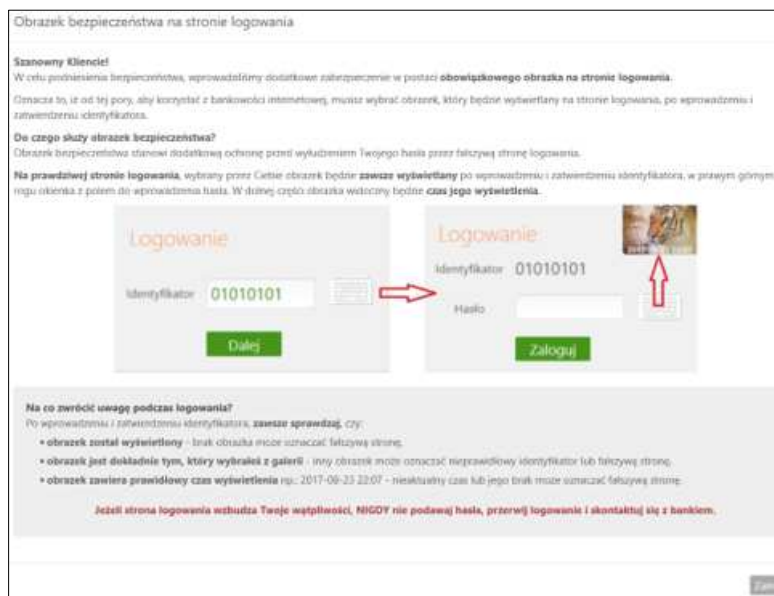 Obrazek bezpieczeństwa na stronie logowania
Szanowny Kliencie!
W celu podniesienia bezpieczeństwa, wprowadziliśmy dodatkowe zabezpieczenie w postaci obowiązkowego obrazka na stronie logowania.
Oznacza to, iż od tej pory, aby korzystać z bankowości internetowej, musisz wybrać obrazek, który będzie wyświetlany na stronie logowania, po wprowadzeniu i
zatwierdzeniu identyfikatora.
Do czego służy obrazek bezpieczeństwa?
Obrazek bezpieczeństwa stanowi dodatkową ochronę przed wyłudzeniem Twojego hasła przez fałszywą stronę logowania.
Na prawdziwej stronie logowania, wybrany przez Ciebie obrazek będzie zawsze wyświetlany po wprowadzeniu i zatwierdzeniu identyfikatora, w prawym górnym
rogu okienka z polem do wprowadzenia hasła. W dolnej części obrazka widoczny będzie czas jego wyświetlenia.
Logowanie
Identyfikator 01010101
Dalej
Logowanie
Identyfikator 01010101
Hasło
Zaloguj
Na co zwrócić uwagę podczas logowania?
Po wprowadzeniu i zatwierdzeniu identyfikatora, zawsze sprawdzaj, czy:
• obrazek został wyświetlony - brak obrazka może oznaczać fałszywą stronę,
• obrazek jest dokładnie tym, który wybrałeś z galerii - inny obrazek może oznaczać nieprawidłowy identyfikator lub fałszywą stronę,
• obrazek zawiera prawidłowy czas wyświetlenia np.: 2017-08-23 22:07 - nieaktualny czas lub jego brak może oznaczać fałszywą stronę.
Jeżeli strona logowania wzbudza Twoje wątpliwości, NIGDY nie podawaj hasła, przerwij logowanie i skontaktuj się z bankiem.